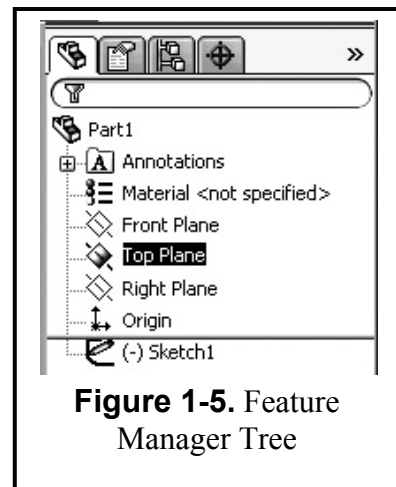 »
Part1
A Annotations
Material <not specified>
Front Plane
Top Plane
Right Plane
Origin
(-) Sketch1
Figure 1-5. Feature
Manager Tree